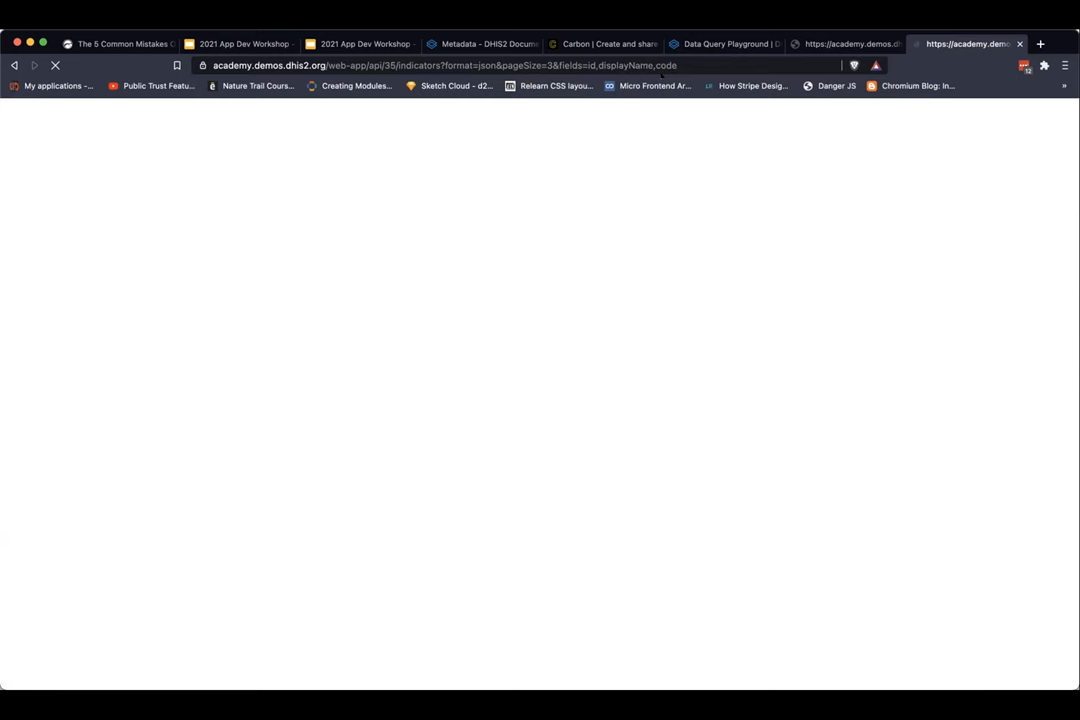 The 5 Common Mistakes O
2021 App Dev Workshop -
2021 App Dev Workshop -
Metadata - DHIS2 Docume
Carbon | Create and share
Data Query Playground | D
https://academy.demos.dh
https://academy.demo
academy.demos.dhis2.org/web-app/api/35/indicators?format=json&pageSize=3&fields=id,displayName,code
12
My applications -...
Public Trust Featu...
Nature Trail Cours...
Creating Modules...
Sketch Cloud - d2...
Relearn CSS layou...
Micro Frontend Ar...
How Stripe Desig...
Danger JS
Chromium Blog: In...
»